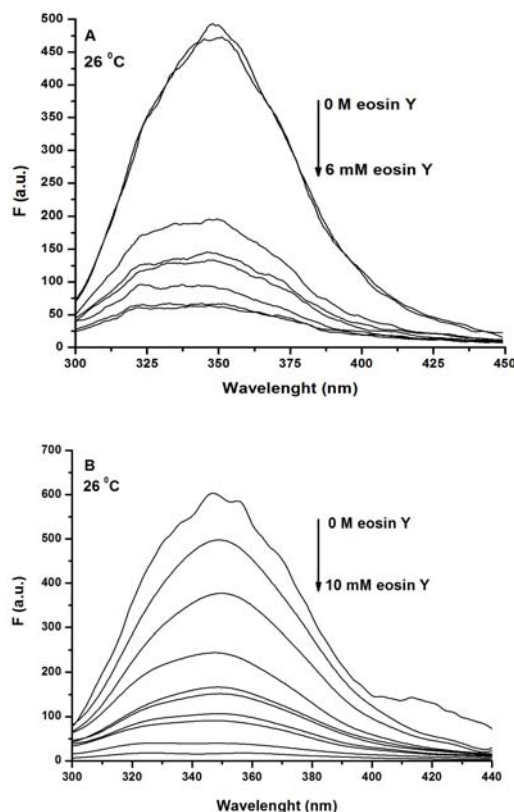 A
26 °C
0 M eosin Y
6 mM eosin Y
F (a.u.)
500
450
400
350
300
250
200
150
100
50
0
300 325 350 375 400 425 450
Wavelenght (nm)
B
26 °C
0 M eosin Y
10 mM eosin Y
F (a.u.)
700
600
500
400
300
200
100
0
300 320 340 360 380 400 420 440
Wavelenght (nm)